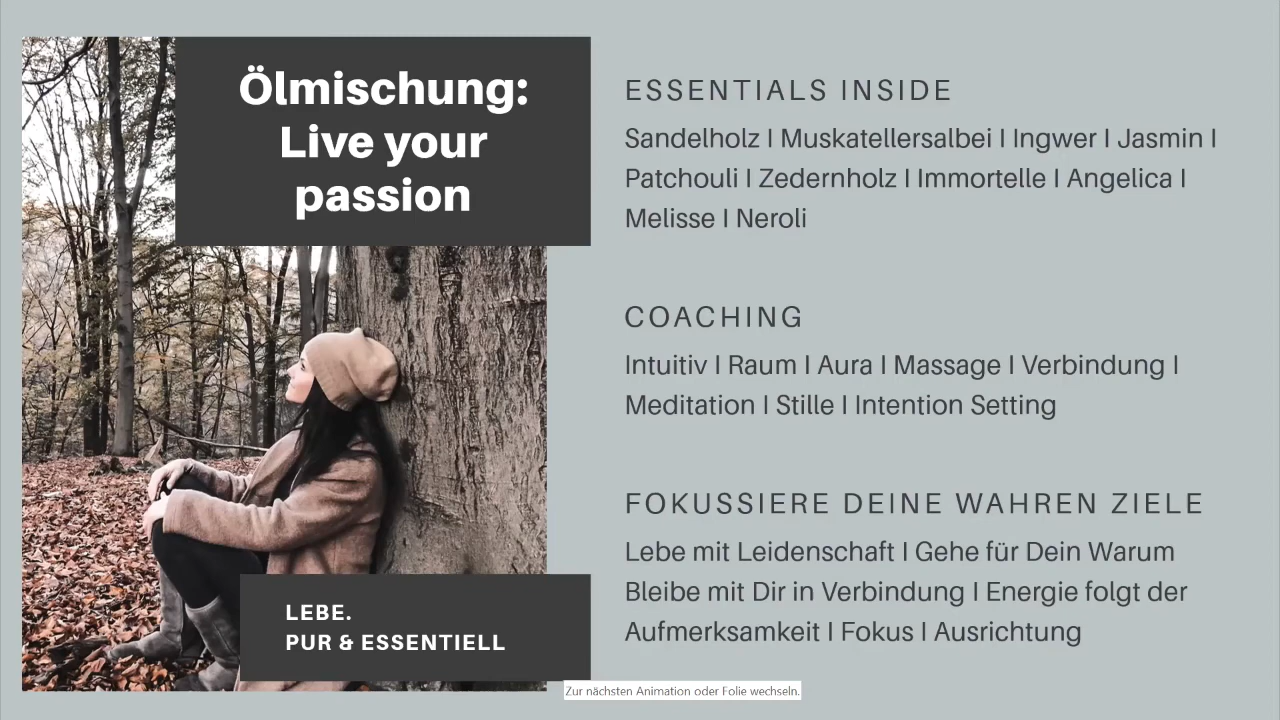 Ölmischung:
Live your
passion
ESSENTIALS INSIDE
Sandelholz I Muskatellersalbei I Ingwer I Jasmin I
Patchouli I Zedernholz I Immortelle I Angelica I
Melisse I Neroli
COACHING
Intuitiv I Raum I Aura I Massage I Verbindung I
Meditation I Stille I Intention Setting
FOKUSSIERE DEINE WAHREN ZIELE
Lebe mit Leidenschaft I Gehe für Dein Warum
Bleibe mit Dir in Verbindung I Energie folgt der
Aufmerksamkeit I Fokus I Ausrichtung
LEBE.
PUR & ESSENTIELL
Zur nächsten Animation oder Folie wechseln.